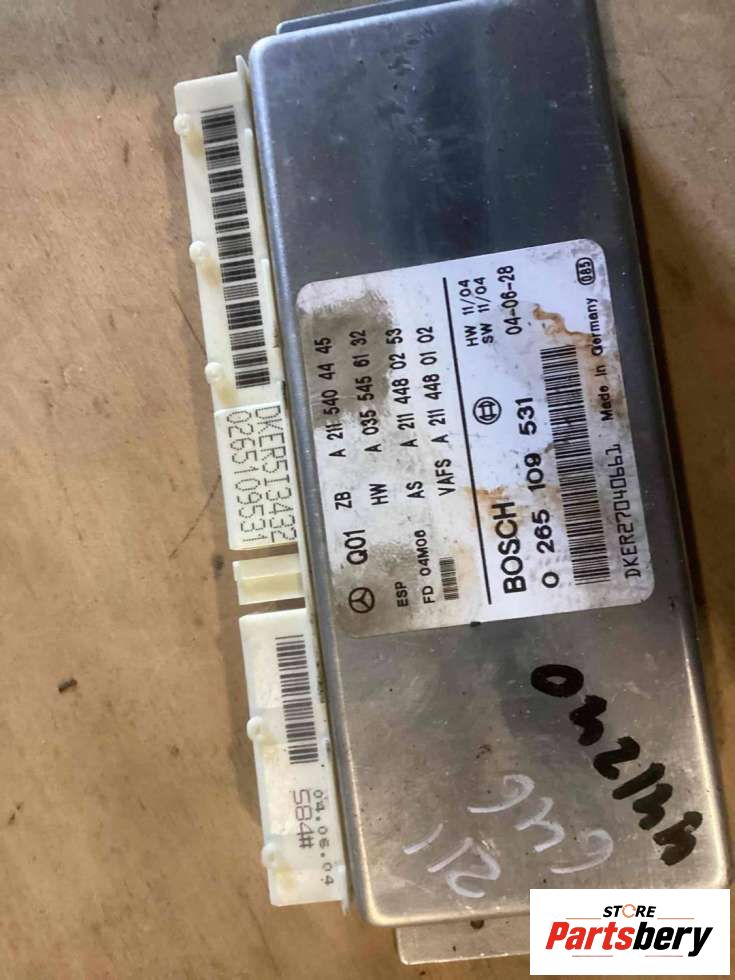 DKER5I3432
0265109531
04.06.04
584#
Q01 ZB A 211 540 44 45
HW A 035 545 61 32
ESP AS A 211 448 02 53
FD 04M06 VAFS A 211 448 01 02
BOSCH
HW 11/04
SW 11/04
0 265 109 531
04-06-28
DKER27040661 Made in Germany 085
211
STORE
Partsbery